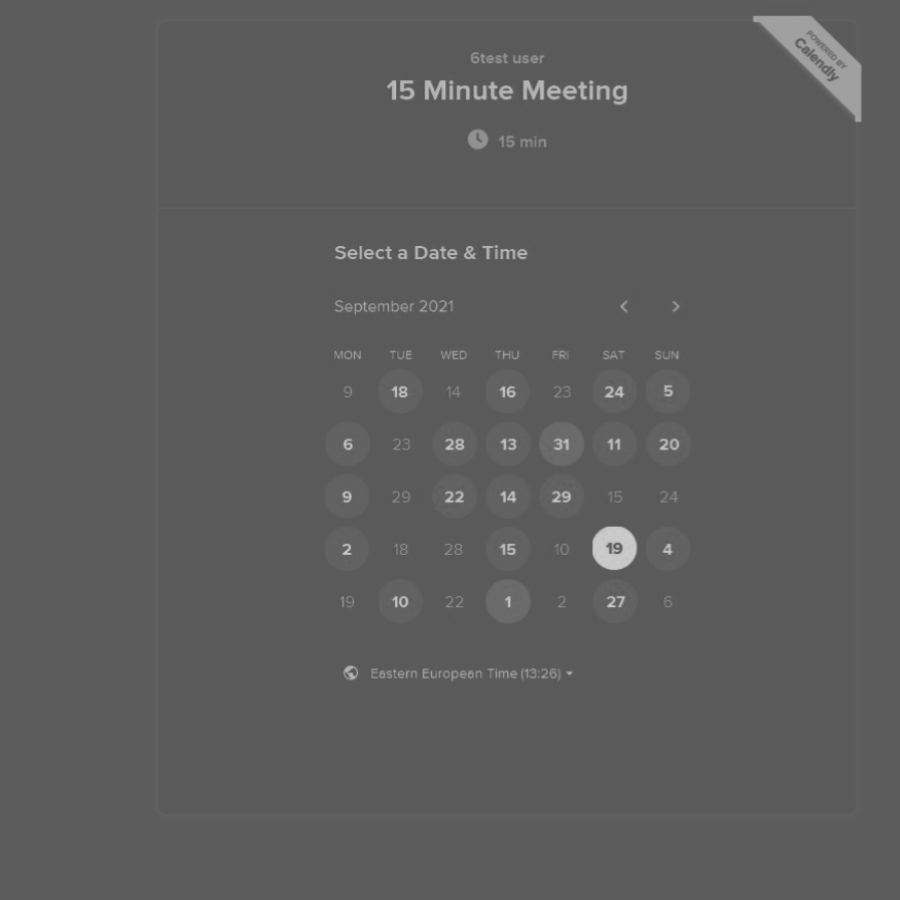 POWERED BY
Calendly
6test user
15 Minute Meeting
15 min
Select a Date & Time
September 2021
MON TUE WED THU FRI SAT SUN
9 18 14 16 23 24 5
6 23 28 13 31 11 20
9 29 22 14 29 15 24
2 18 28 15 10 19 4
19 10 22 1 2 27 6
Eastern European Time (13:26)